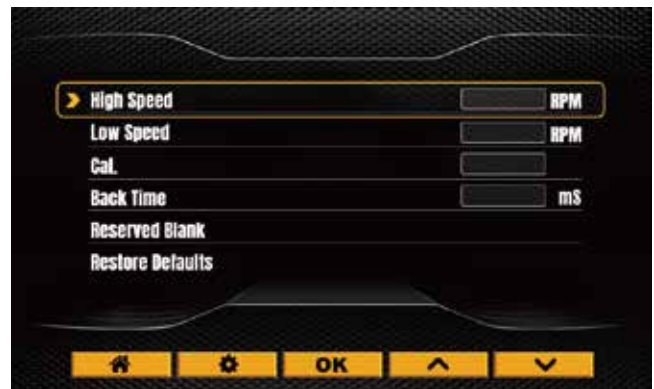 High Speed RPM
Low Speed RPM
Cal.
Back Time mS
Reserved Blank
Restore Defaults
OK